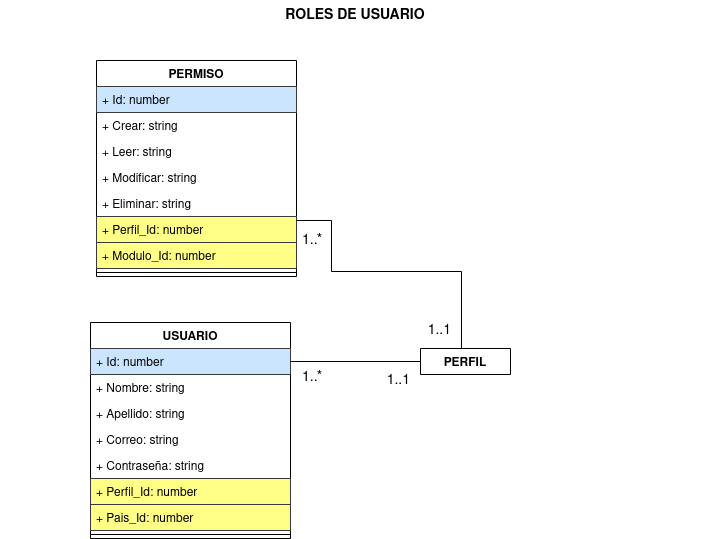 ROLES DE USUARIO
PERMISO
+ Id: number
+ Crear: string
+ Leer: string
+ Modificar: string
+ Eliminar: string
+ Perfil_Id: number
+ Modulo_Id: number
1..*
1..1
USUARIO
+ Id: number
+ Nombre: string
+ Apellido: string
+ Correo: string
+ Contraseña: string
+ Perfil_Id: number
+ Pais_Id: number
1..*
1..1
PERFIL